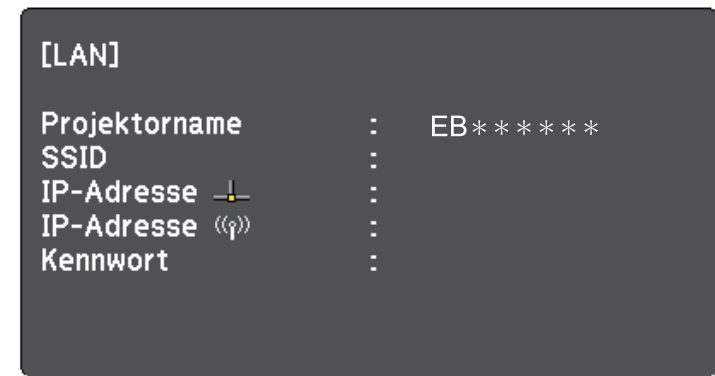 [LAN]
Projektorname : EB******
SSID :
IP-Adresse :
IP-Adresse :
Kennwort :